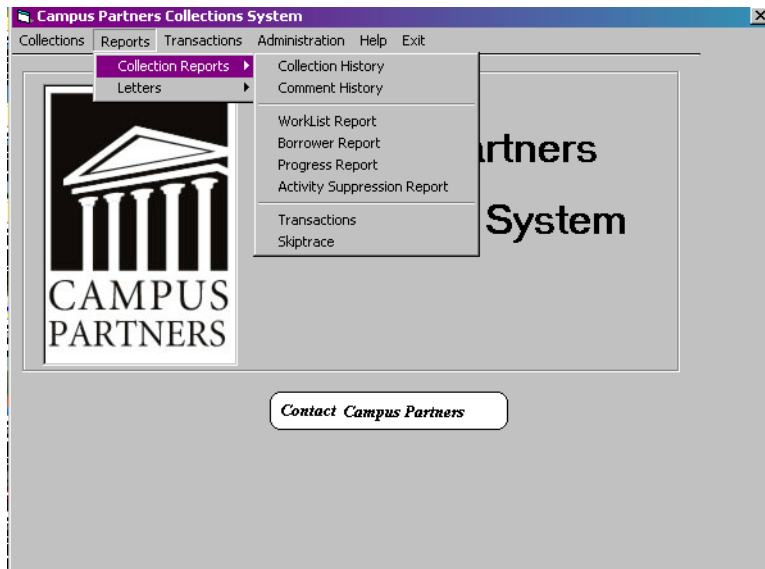 Campus Partners Collections System
Collections Reports Transactions Administration Help Exit
Collection Reports
Letters
Collection History
Comment History
WorkList Report
Borrower Report
Progress Report
Activity Suppression Report
Transactions
Skiptrace
CAMPUS
PARTNERS
System
Contact Campus Partners